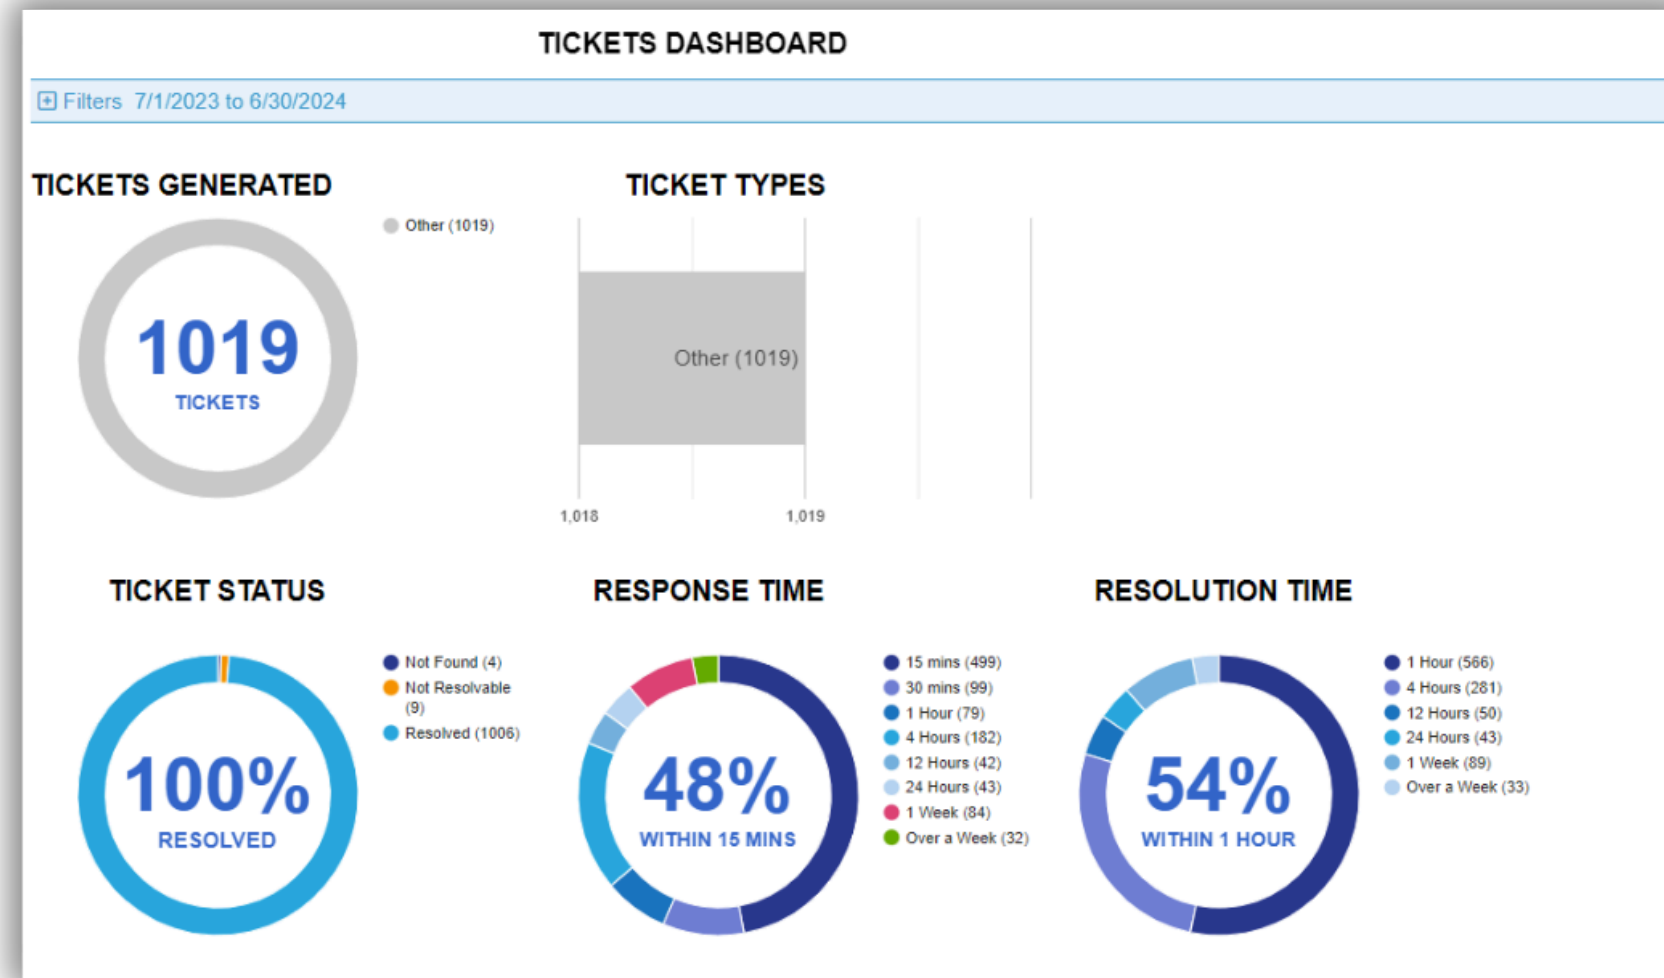 TICKETS DASHBOARD
Filters 7/1/2023 to 6/30/2024
TICKETS GENERATED
Other (1019)
1019
TICKETS
TICKET TYPES
Other (1019)
1,018
1,019
TICKET STATUS
Not Found (4)
Not Resolvable
(9)
Resolved (1006)
100%
RESOLVED
RESPONSE TIME
15 mins (499)
30 mins (99)
1 Hour (79)
4 Hours (182)
12 Hours (42)
24 Hours (43)
1 Week (84)
Over a Week (32)
48%
WITHIN 15 MINS
RESOLUTION TIME
1 Hour (566)
4 Hours (281)
12 Hours (50)
24 Hours (43)
1 Week (89)
Over a Week (33)
54%
WITHIN 1 HOUR